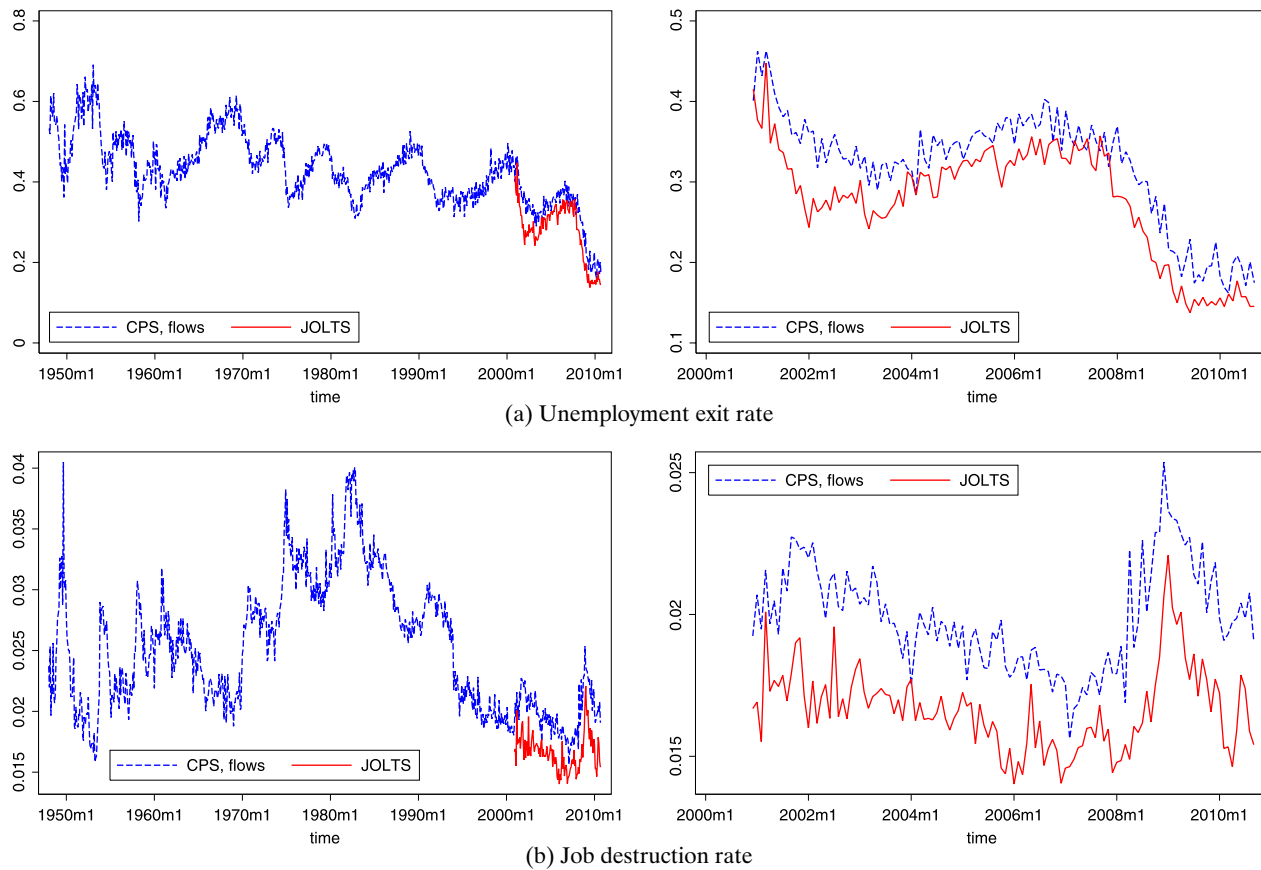 0.8
0.6
0.4
0.2
0
CPS, flows JOLTS
1950m1 1960m1 1970m1 1980m1 1990m1 2000m1 2010m1
time
0.5
0.4
0.3
0.2
0.1
CPS, flows JOLTS
2000m1 2002m1 2004m1 2006m1 2008m1 2010m1
time
(a) Unemployment exit rate
0.04
0.035
0.03
0.025
0.02
0.015
CPS, flows JOLTS
1950m1 1960m1 1970m1 1980m1 1990m1 2000m1 2010m1
time
0.025
0.02
0.015
CPS, flows JOLTS
2000m1 2002m1 2004m1 2006m1 2008m1 2010m1
time
(b) Job destruction rate